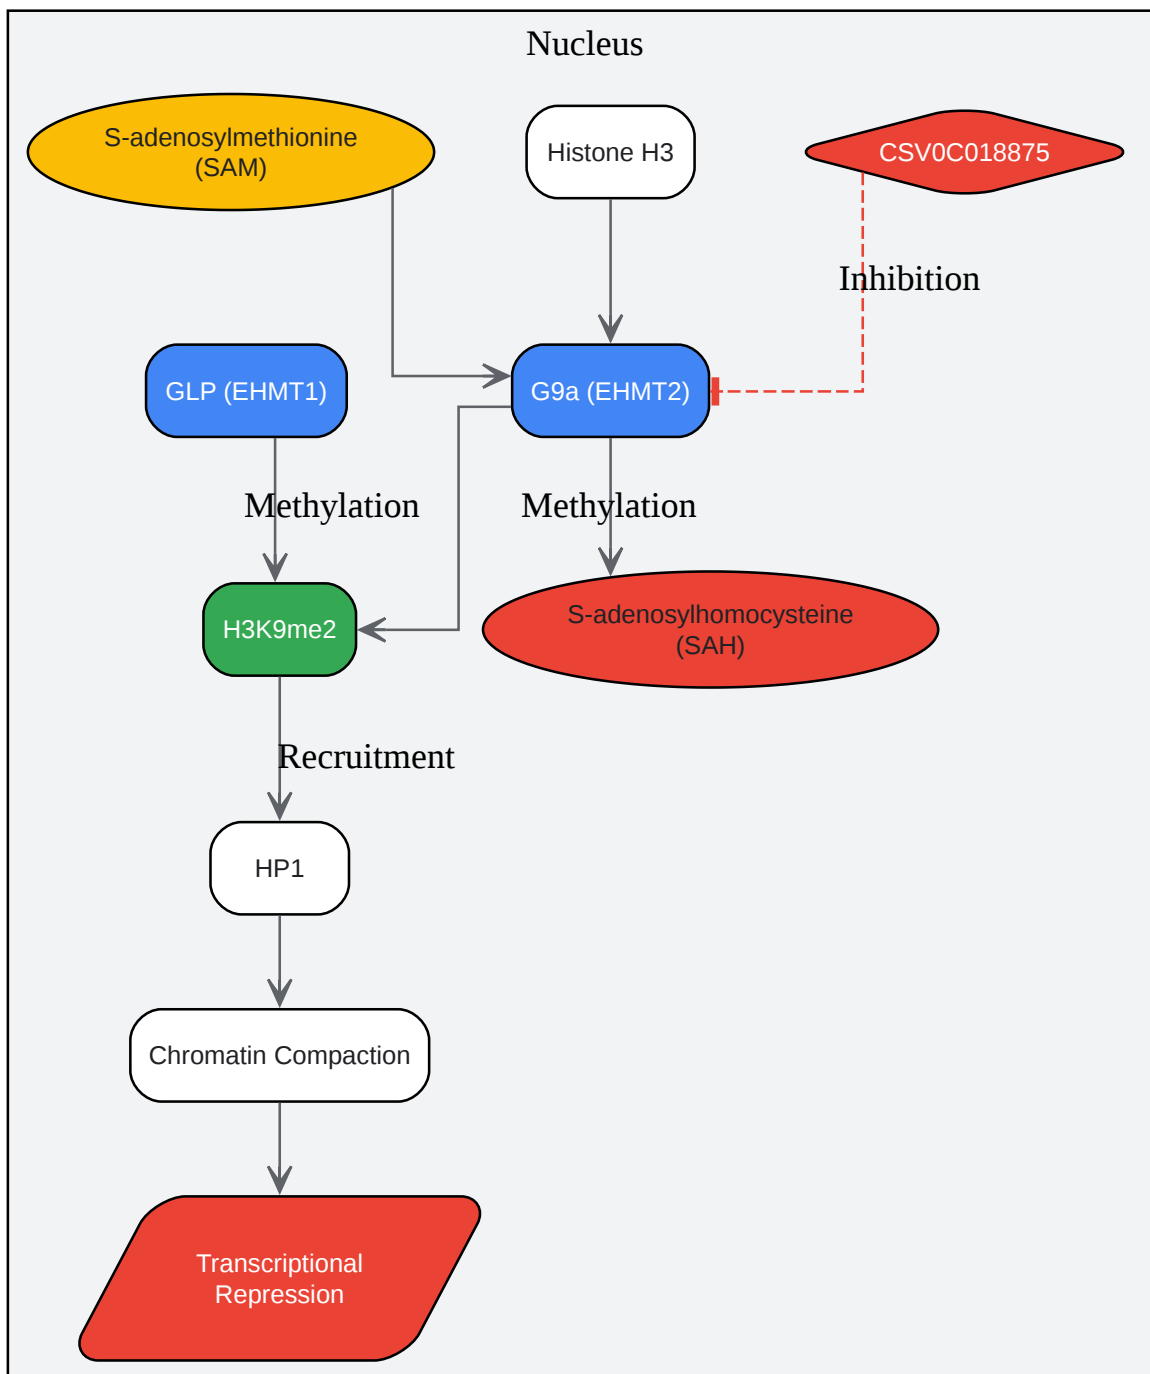 Nucleus
S-adenosylmethionine
(SAM)
Histone H3
CSV0C018875
Inhibition
GLP (EHMT1)
G9a (EHMT2)
Methylation
Methylation
H3K9me2
S-adenosylhomocysteine
(SAH)
Recruitment
HP1
Chromatin Compaction
Transcriptional
Repression